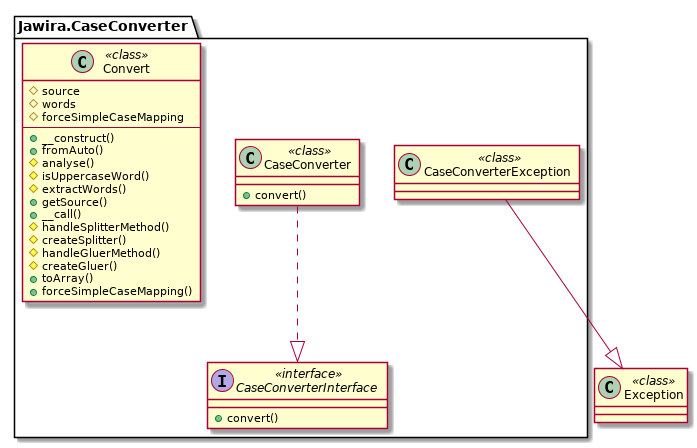 Jawira.CaseConverter
C
«class»
Convert
source
words
forceSimpleCaseMapping
__construct()
fromAuto()
analyse()
isUppercaseWord()
extractWords()
getSource()
__call()
handleSplitterMethod()
createSplitter()
handleGluerMethod()
createGluer()
toArray()
forceSimpleCaseMapping()
C
«class»
CaseConverter
convert()
C
«class»
CaseConverterException
I
«interface»
CaseConverterInterface
convert()
C
«class»
Exception